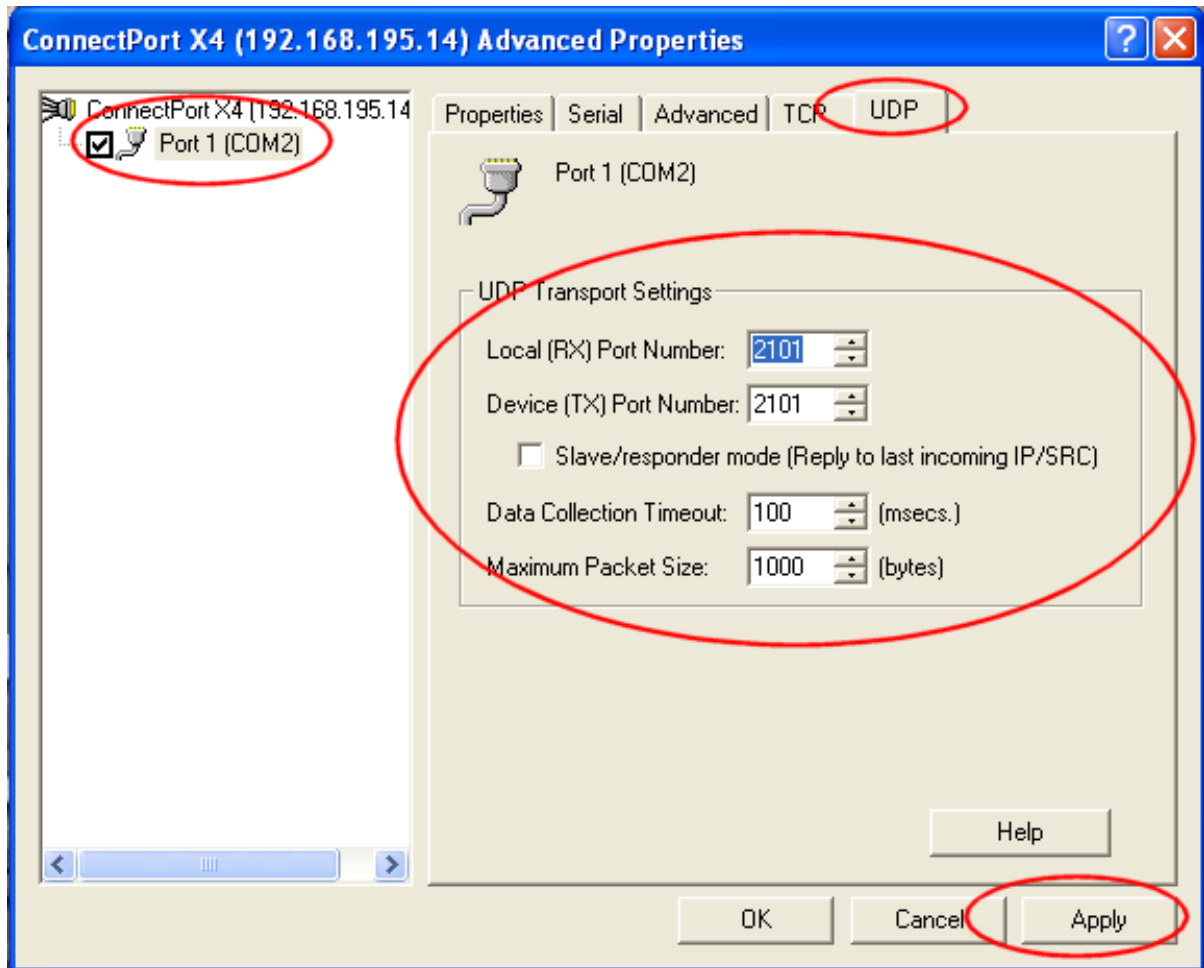 ConnectPort X4 (192.168.195.14) Advanced Properties
ConnectPort X4 (192.168.195.14
Port 1 (COM2)
Properties
Serial
Advanced
TCP
UDP
Port 1 (COM2)
UDP Transport Settings
Local (RX) Port Number: 2101
Device (TX) Port Number: 2101
Slave/responder mode (Reply to last incoming IP/SRC)
Data Collection Timeout: 100 (msecs.)
Maximum Packet Size: 1000 (bytes)
Help
OK
Cancel
Apply